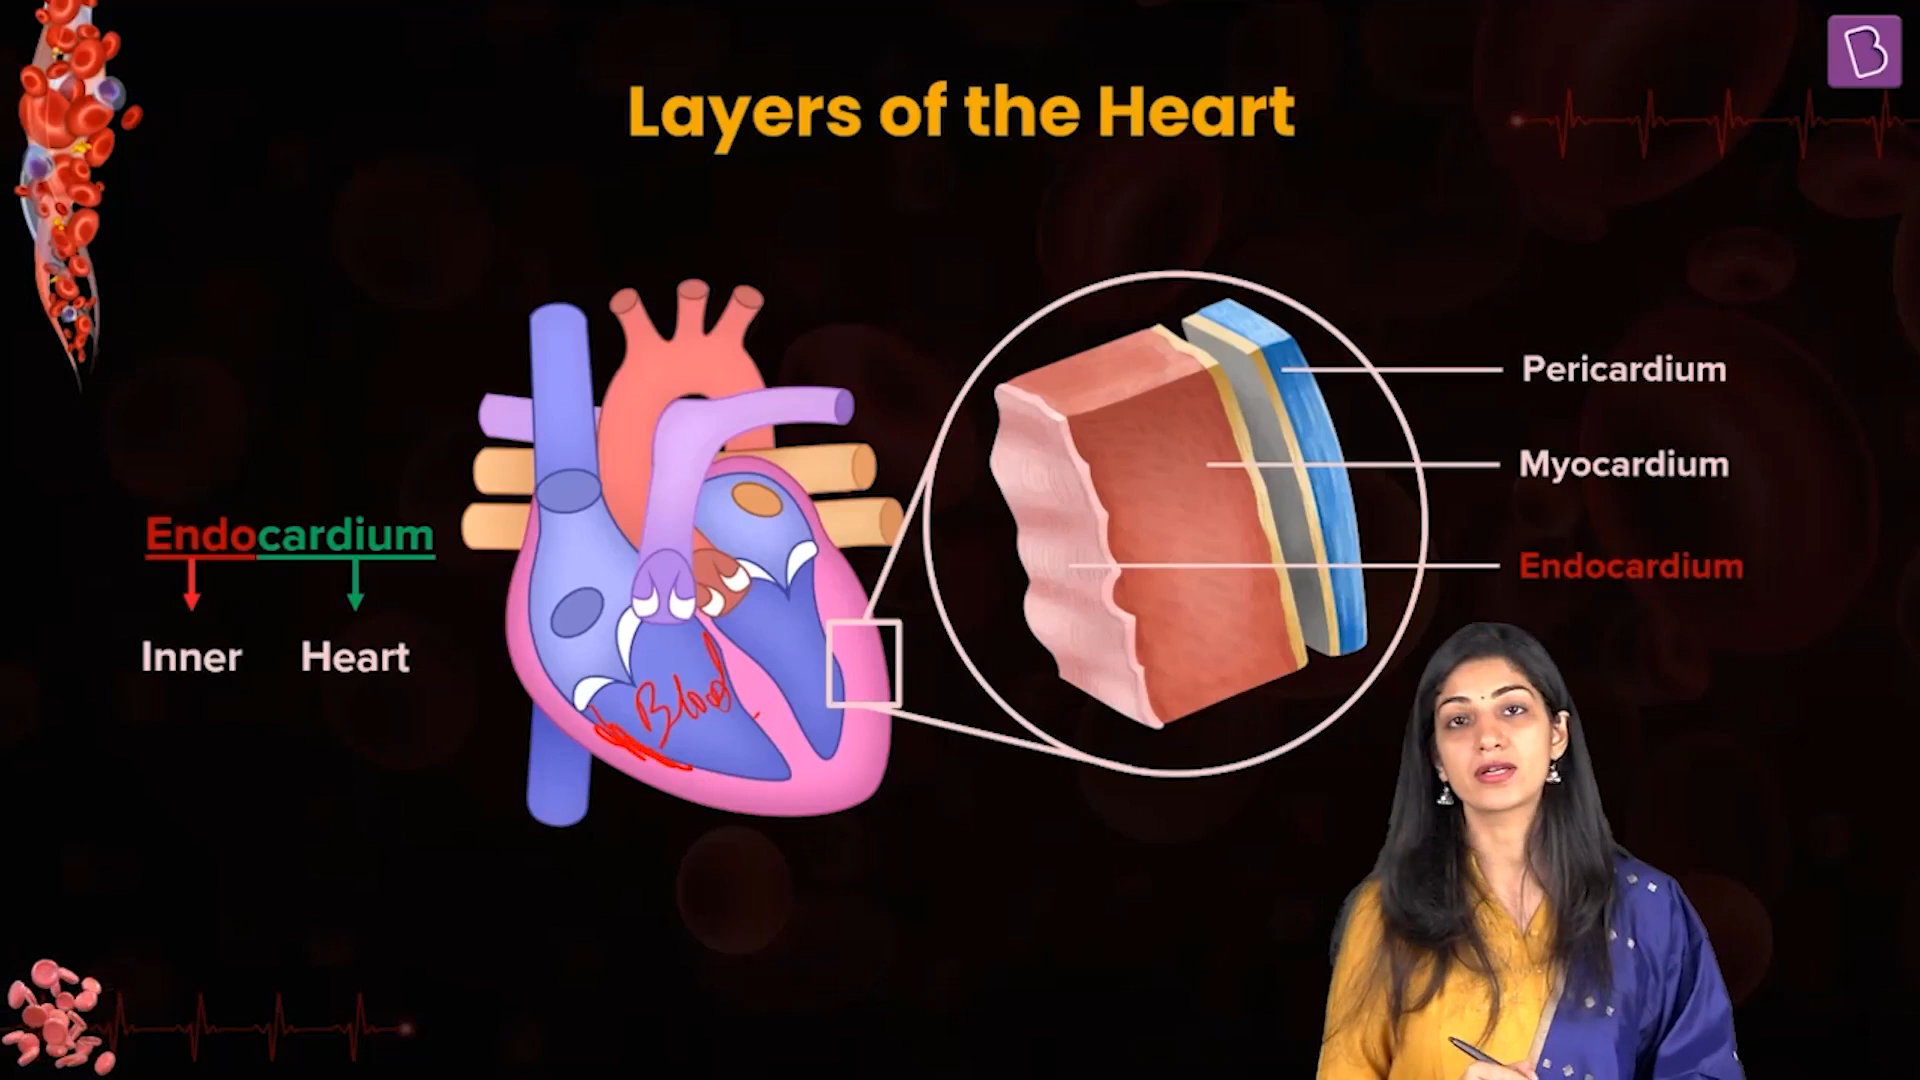 Layers of the Heart
Pericardium
Myocardium
Endocardium
Endocardium
Inner Heart
Blood
B